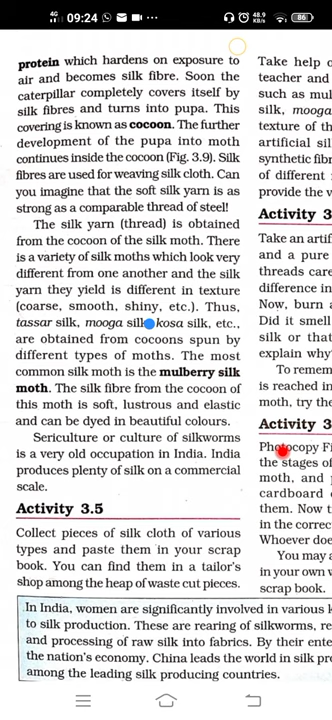 4G 09:24 48.9 KB/s 86
protein which hardens on exposure to
air and becomes silk fibre. Soon the
caterpillar completely covers itself by
silk fibres and turns into pupa. This
covering is known as cocoon. The further
development of the pupa into moth
continues inside the cocoon (Fig. 3.9). Silk
fibres are used for weaving silk cloth. Can
you imagine that the soft silk yarn is as
strong as a comparable thread of steel!
The silk yarn (thread) is obtained
from the cocoon of the silk moth. There
is a variety of silk moths which look very
different from one another and the silk
yarn they yield is different in texture
(coarse, smooth, shiny, etc.). Thus,
tassar silk, mooga silk, kosa silk, etc.,
are obtained from cocoons spun by
different types of moths. The most
common silk moth is the mulberry silk
moth. The silk fibre from the cocoon of
this moth is soft, lustrous and elastic
and can be dyed in beautiful colours.
Sericulture or culture of silkworms
is a very old occupation in India. India
produces plenty of silk on a commercial
scale.
Activity 3.5
Collect pieces of silk cloth of various
types and paste them in your scrap
book. You can find them in a tailor's
shop among the heap of waste cut pieces.
Take help o
teacher and
such as mul
silk, mooga
texture of th
artificial sil
synthetic fibr
of different
provide the v
Activity 3
Take an artif
and a pure
threads care
difference in
Now, burn a
Did it smell
silk or that
explain why
To remem
is reached in
moth, try the
Activity 3
Photocopy Fi
the stages of
moth, and
cardboard
them. Now t
in the correc
Whoever doe
You may a
in your own
scrap book.
In India, women are significantly involved in various k
to silk production. These are rearing of silkworms, re
and processing of raw silk into fabrics. By their ente
the nation's economy. China leads the world in silk pr
among the leading silk producing countries.